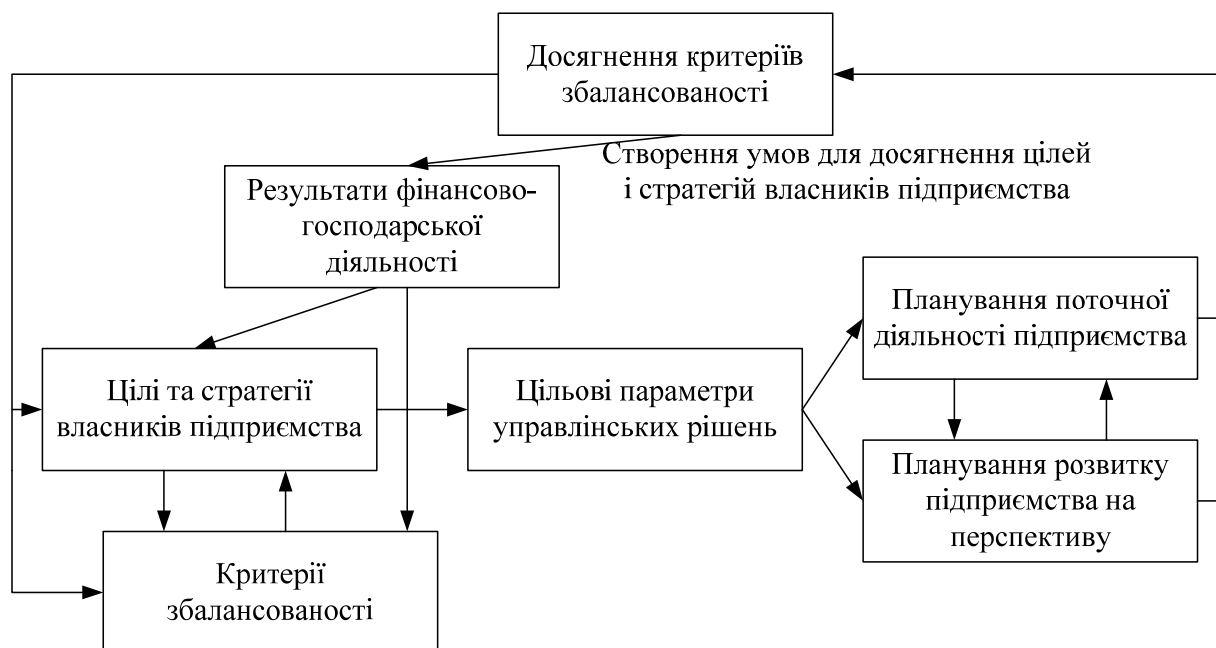 Досягнення критеріїв
збалансованості
Створення умов для досягнення цілей
і стратегій власників підприємства
Результати фінансово-
господарської
діяльності
Планування поточної
діяльності підприємства
Цілі та стратегії
власників підприємства
Цільові параметри
управлінських рішень
Планування розвитку
підприємства на
перспективу
Критерії
збалансованості